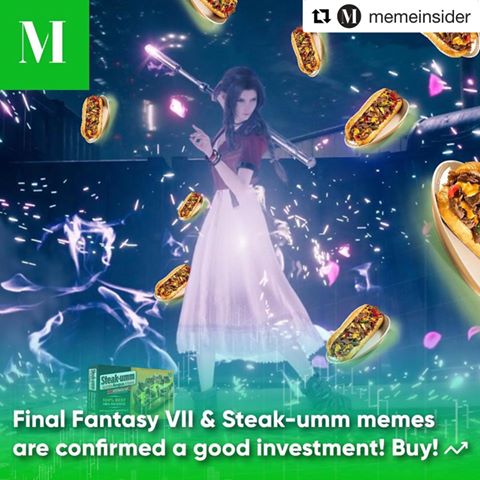 M
M memeinsider
Steak-umm
Final Fantasy VII & Steak-umm memes
are confirmed a good investment! Buy!